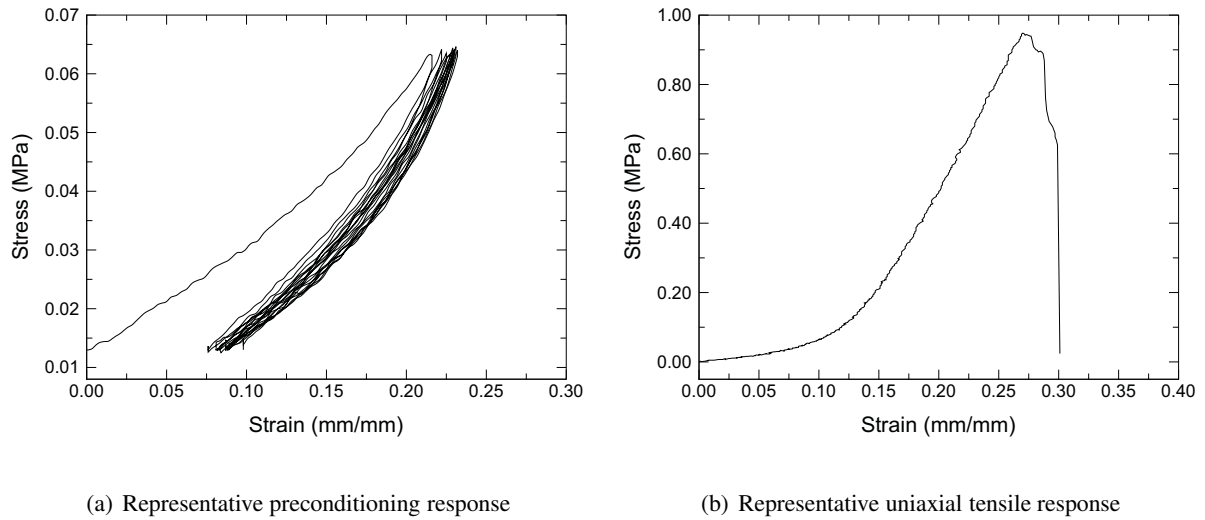 0.07
0.06
0.05
0.04
0.03
0.02
0.01
Stress (MPa)
0.00 0.05 0.10 0.15 0.20 0.25 0.30
Strain (mm/mm)
(a) Representative preconditioning response
1.00
0.80
0.60
0.40
0.20
0.00
Stress (MPa)
0.00 0.05 0.10 0.15 0.20 0.25 0.30 0.35 0.40
Strain (mm/mm)
(b) Representative uniaxial tensile response